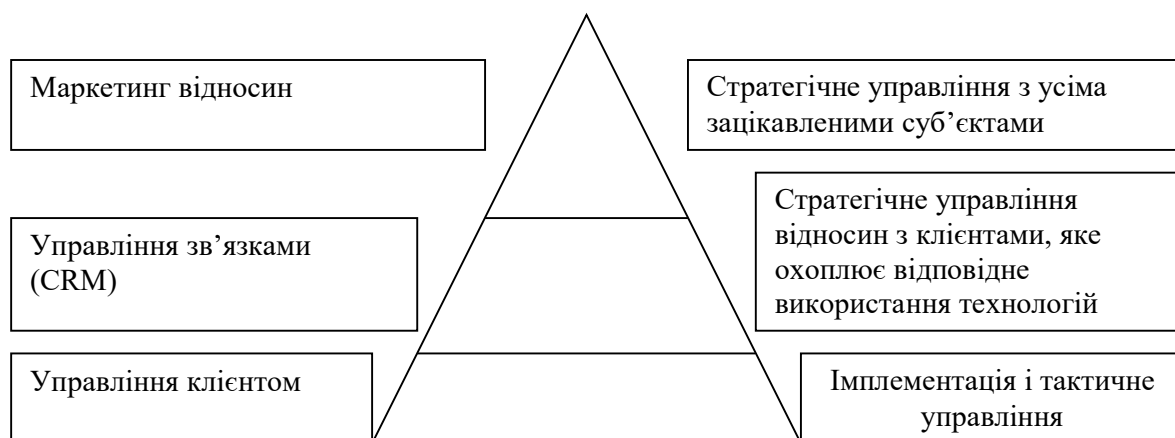 Маркетинг відносин
Стратегічне управління з усіма
зацікавленими суб’єктами
Управління зв’язками
(CRM)
Стратегічне управління
відносин з клієнтами, яке
охоплює відповідне
використання технологій
Управління клієнтом
Імплементація і тактичне
управління